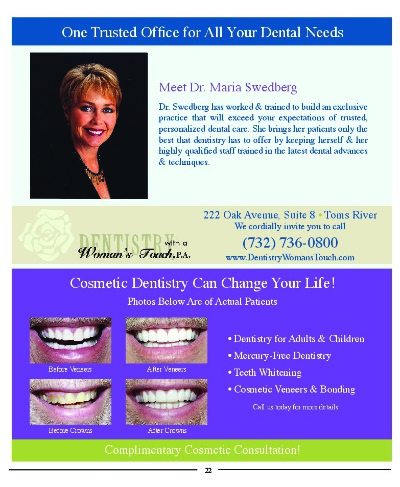 One Trusted Office for All Your Dental Needs
Meet Dr. Maria Swedberg
Dr. Swedberg has worked & trained to build an exclusive
practice that will exceed your expectations of trusted,
personalized dental care. She brings her patients only the
best that dentistry has to offer by keeping herself & her
highly qualified staff trained in the latest dental advances
& techniques.
DENTISTRY with a
Woman's Touch, P.A.
222 Oak Avenue, Suite 8 • Toms River
We cordially invite you to call
(732) 736-0800
www.DentistryWomansTouch.com
Cosmetic Dentistry Can Change Your Life!
Photos Below Are of Actual Patients
Before Veneers
After Veneers
Before Crowns
After Crowns
• Dentistry for Adults & Children
• Mercury-Free Dentistry
• Teeth Whitening
• Cosmetic Veneers & Bonding
Call us today for more details
Complimentary Cosmetic Consultation!
22